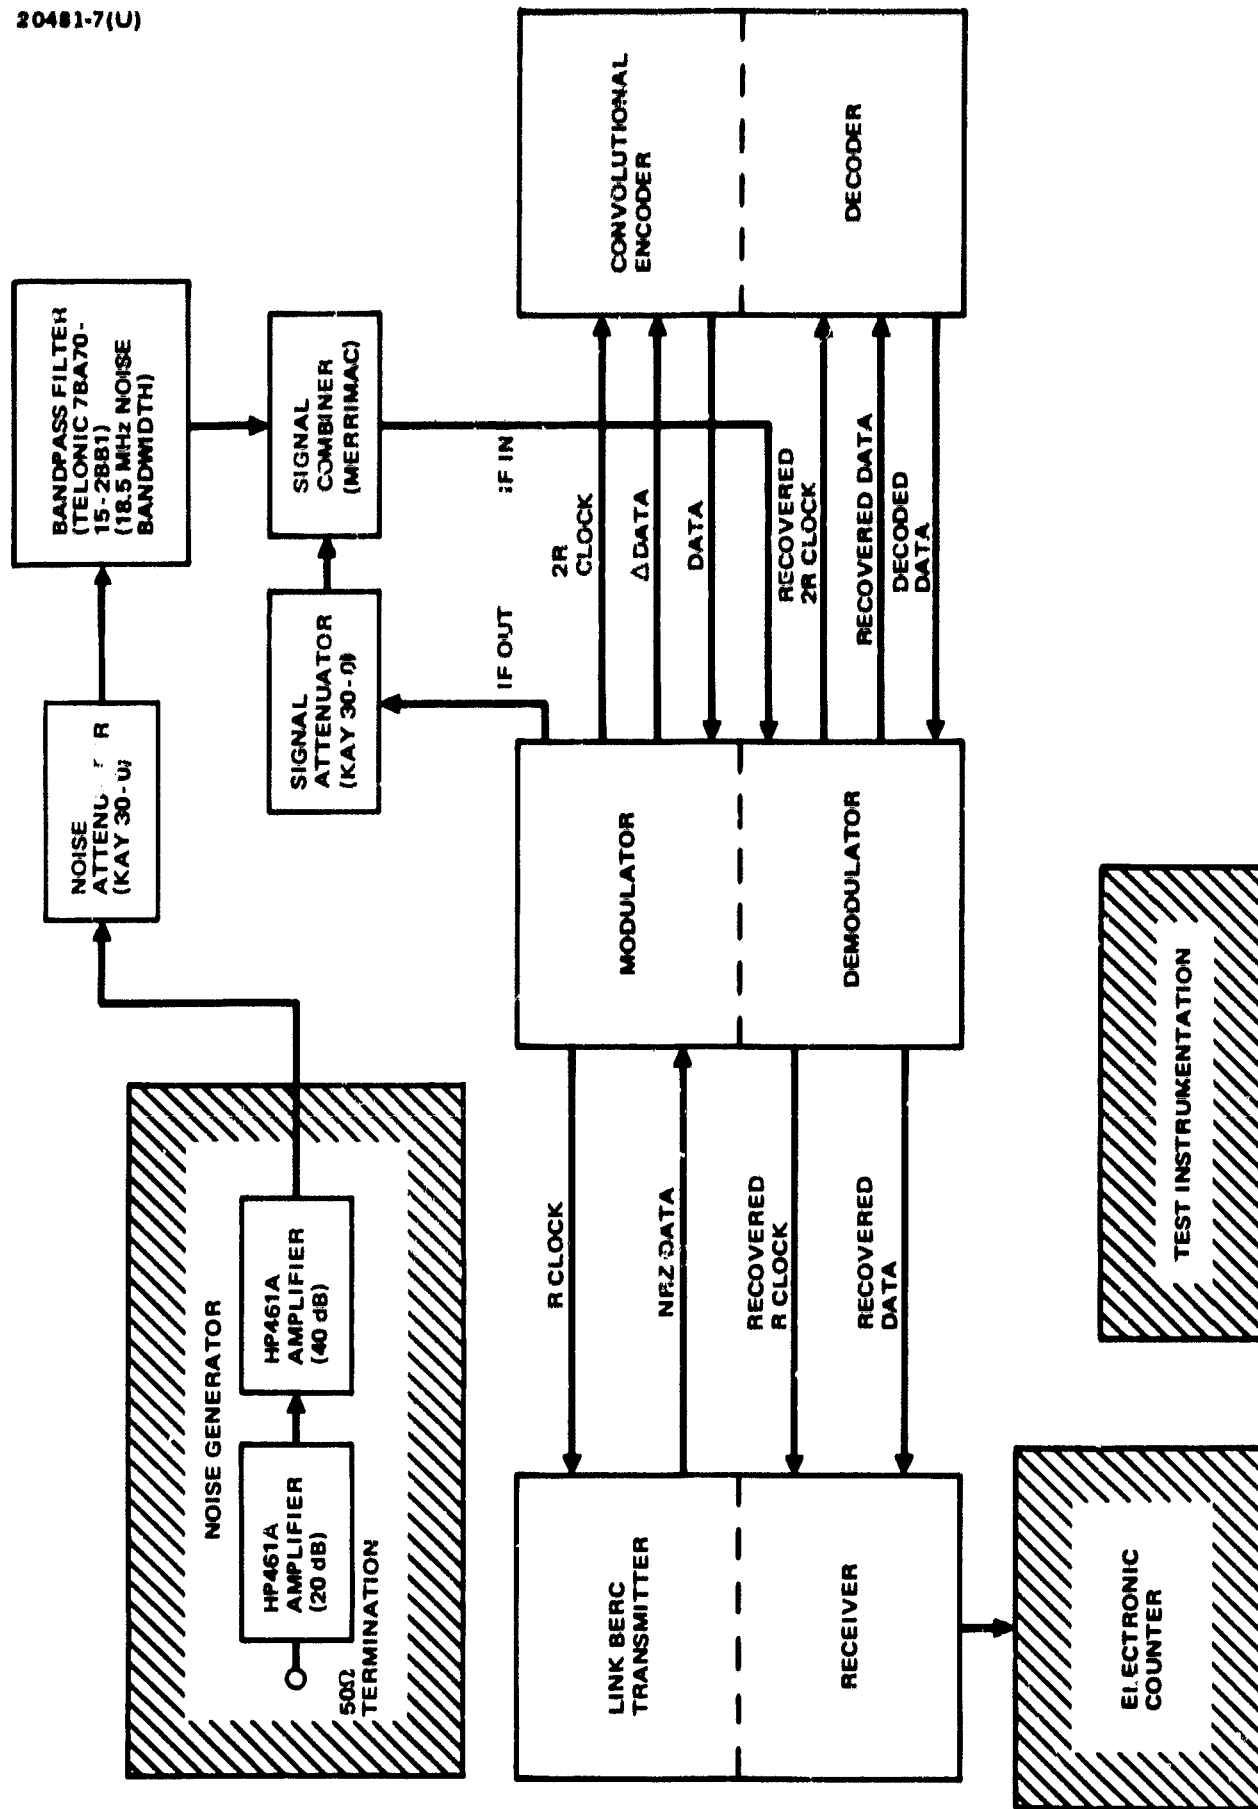 20481-7(U)
NOISE GENERATOR
50Ω
TERMINATION
HP461A
AMPLIFIER
(20 dB)
HP461A
AMPLIFIER
(40 dB)
NOISE
(KAY 30-0)
BANDPASS FILTER
(TELONIC 7BA70-
15-2BB1)
(18.5 MHz NOISE
BANDWIDTH)
SIGNAL
ATTENUATOR
(KAY 30-0)
SIGNAL
COMBINER
(MERRIMAC)
IF OUT
IF IN
LINK BERC
TRANSMITTER
RECEIVER
R CLOCK
NRZ DATA
RECOVERED
R CLOCK
RECOVERED
DATA
MODULATOR
DEMODULATOR
2R
CLOCK
Δ DATA
DATA
RECOVERED
2R CLOCK
RECOVERED DATA
DECODED
DATA
CONVOLUTIONAL
ENCODER
DECODER
ELECTRONIC
COUNTER
TEST INSTRUMENTATION